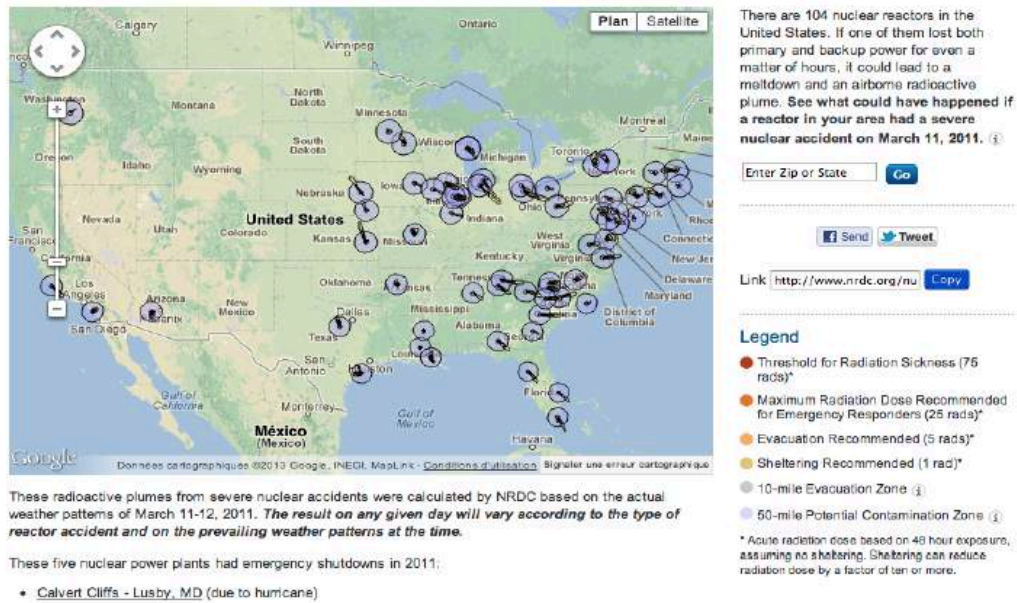 Calgary
Ontario
Plan
Satellite
Winnipeg
Washington
Montana
North
Dakota
Minnesota
Montreal
Maine
Oregon
Idaho
Wyoming
South
Dakota
Wiscon
Michigan
Toronto
York
Nebraska
Iowa
Ohio
Nevada
Utah
Colorado
United States
Indiana
San
Francisco
California
Kansas
Miss
West
Virginia
Virginia
Kentucky
Connectic
New Jer
Delaware
Maryland
District of
Columbia
Los
Angeles
Arizona
New
Mexico
Oklahoma
Tennes
Mississippi
Alabama
San Diego
Dallas
Texas
San
Antonio
Houston
Florid
Gulf of
California
Monterrey
Gulf of
Mexico
México
(Mexico)
Havana
Google
Données cartographiques ©2013 Google, INEGI, MapLink - Conditions d'utilisation Signaler une erreur cartographique
These radioactive plumes from severe nuclear accidents were calculated by NRDC based on the actual
weather patterns of March 11-12, 2011. The result on any given day will vary according to the type of
reactor accident and on the prevailing weather patterns at the time.
These five nuclear power plants had emergency shutdowns in 2011:
• Calvert Cliffs - Lusby, MD (due to hurricane)
There are 104 nuclear reactors in the
United States. If one of them lost both
primary and backup power for even a
matter of hours, it could lead to a
meltdown and an airborne radioactive
plume. See what could have happened if
a reactor in your area had a severe
nuclear accident on March 11, 2011.
Enter Zip or State
Go
Send
Tweet
Link http://www.nrdc.org/nu Copy
Legend
Threshold for Radiation Sickness (75
rads)*
Maximum Radiation Dose Recommended
for Emergency Responders (25 rads)*
Evacuation Recommended (5 rads)*
Sheltering Recommended (1 rad)*
10-mile Evacuation Zone
50-mile Potential Contamination Zone
* Acute radiation dose based on 48 hour exposure,
assuming no sheltering. Sheltering can reduce
radiation dose by a factor of ten or more.